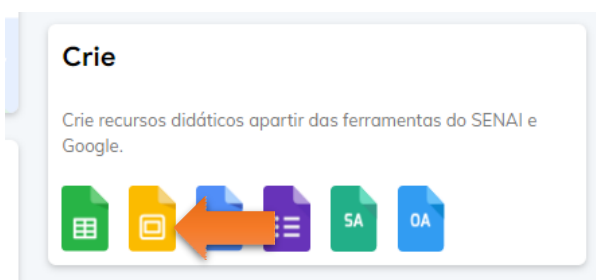 Crie
Crie recursos didáticos apartir das ferramentas do SENAI e
Google.
SA
OA